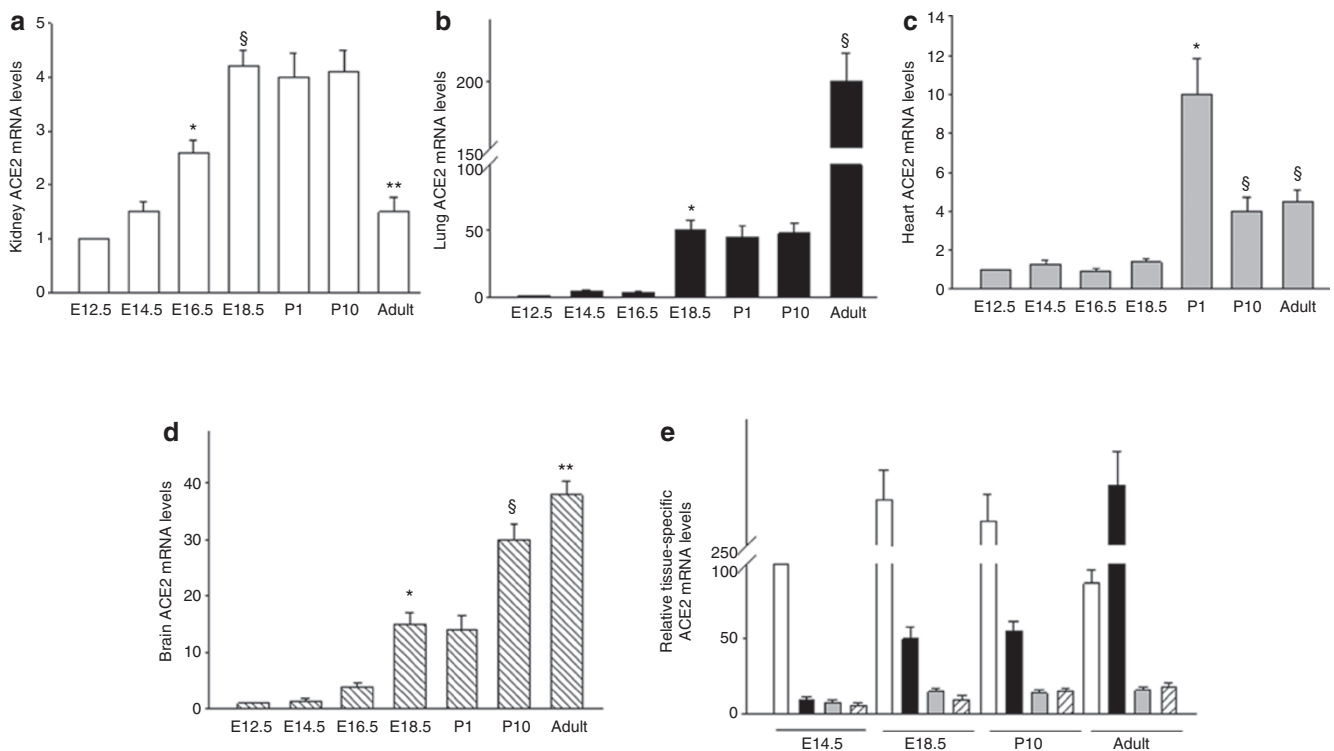 a
Kidney ACE2 mRNA levels
5
4
3
2
1
0
*
§
**
E12.5 E14.5 E16.5 E18.5 P1 P10 Adult
b
Lung ACE2 mRNA levels
200
150
100
50
0
*
§
E12.5 E14.5 E16.5 E18.5 P1 P10 Adult
c
Heart ACE2 mRNA levels
14
12
10
8
6
4
2
0
*
§
§
E12.5 E14.5 E16.5 E18.5 P1 P10 Adult
d
Brain ACE2 mRNA levels
40
30
20
10
0
*
§
**
E12.5 E14.5 E16.5 E18.5 P1 P10 Adult
e
Relative tissue-specific
ACE2 mRNA levels
250
100
50
0
E14.5 E18.5 P10 Adult